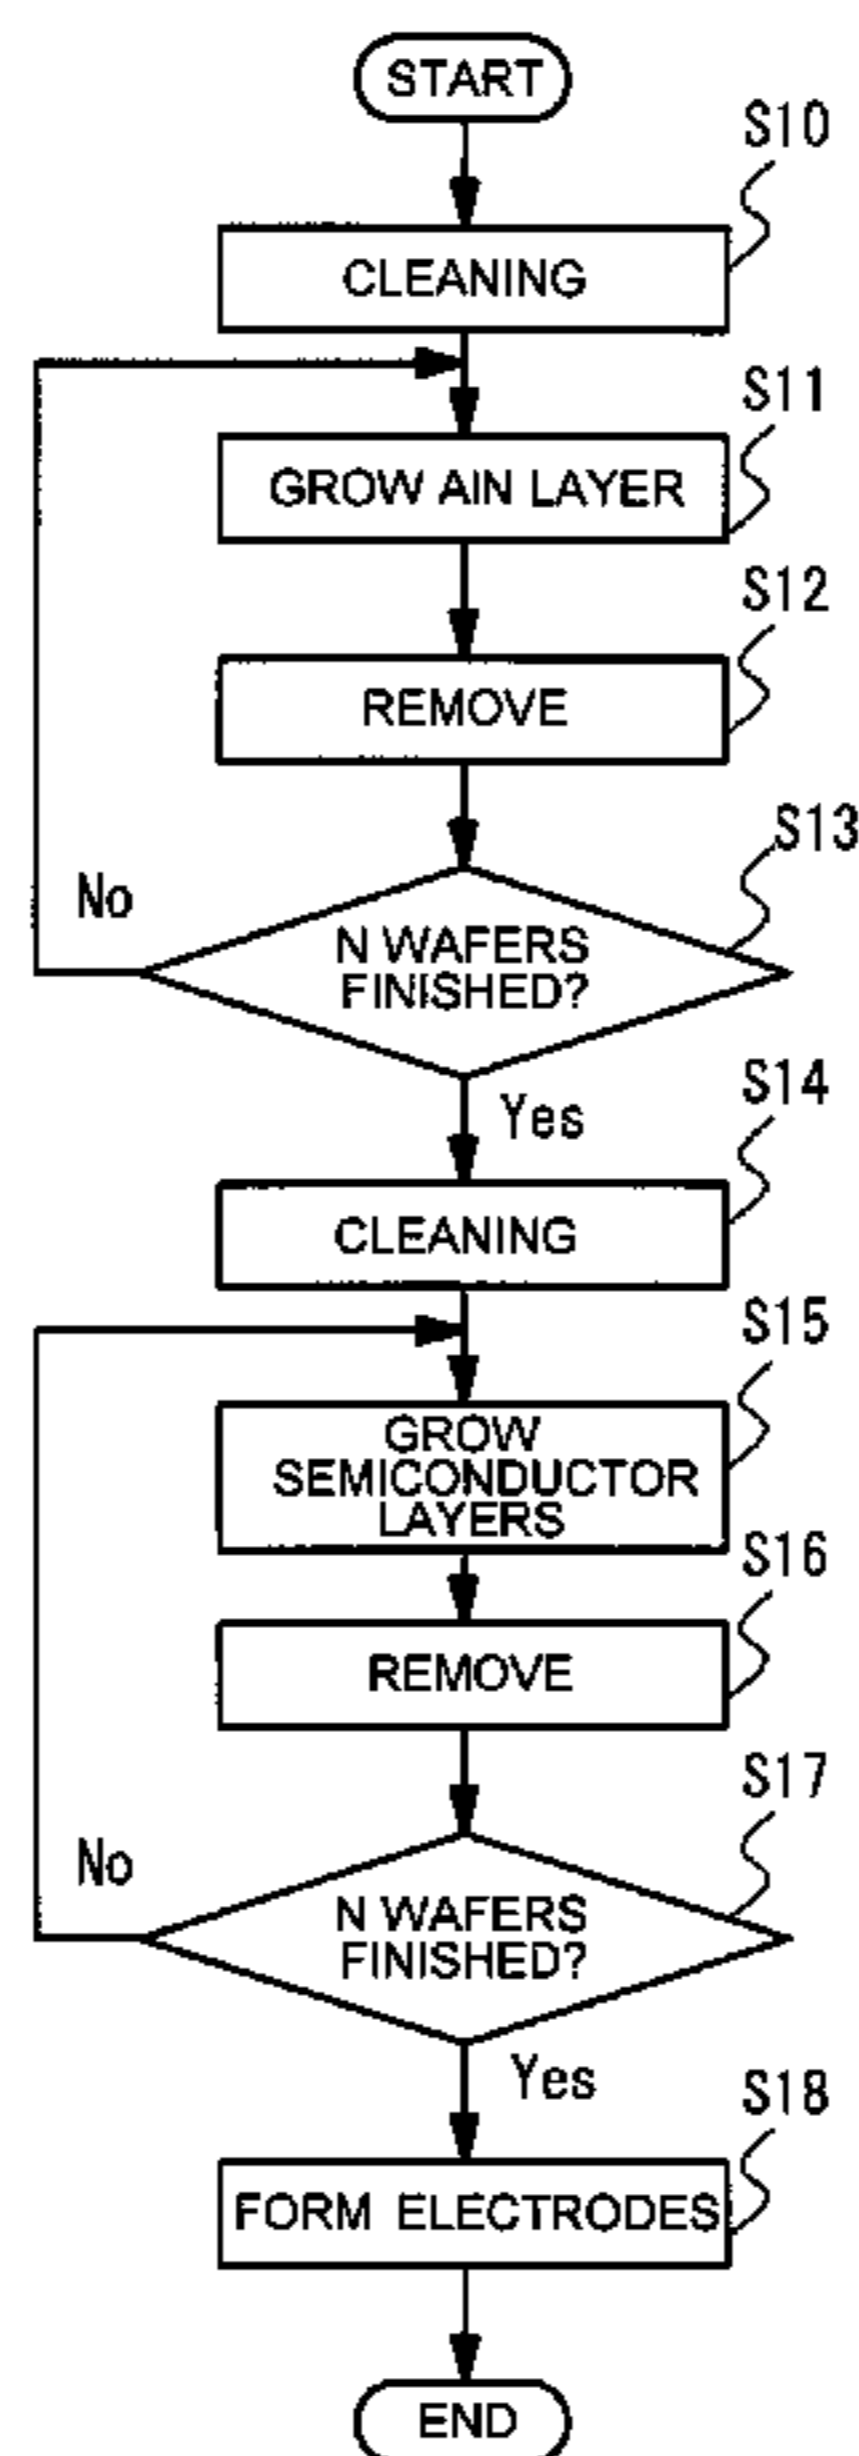 START
S10
CLEANING
S11
GROW AlN LAYER
S12
REMOVE
S13
No
N WAFERS
FINISHED?
Yes
S14
CLEANING
S15
GROW
SEMICONDUCTOR
LAYERS
S16
REMOVE
S17
No
N WAFERS
FINISHED?
Yes
S18
FORM ELECTRODES
END